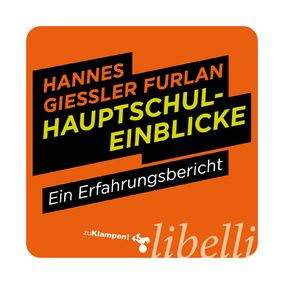 HANNES
GIESSLER FURLAN
HAUPTSCHUL-
EINBLICKE
Ein Erfahrungsbericht
zuKlampen!
libelli